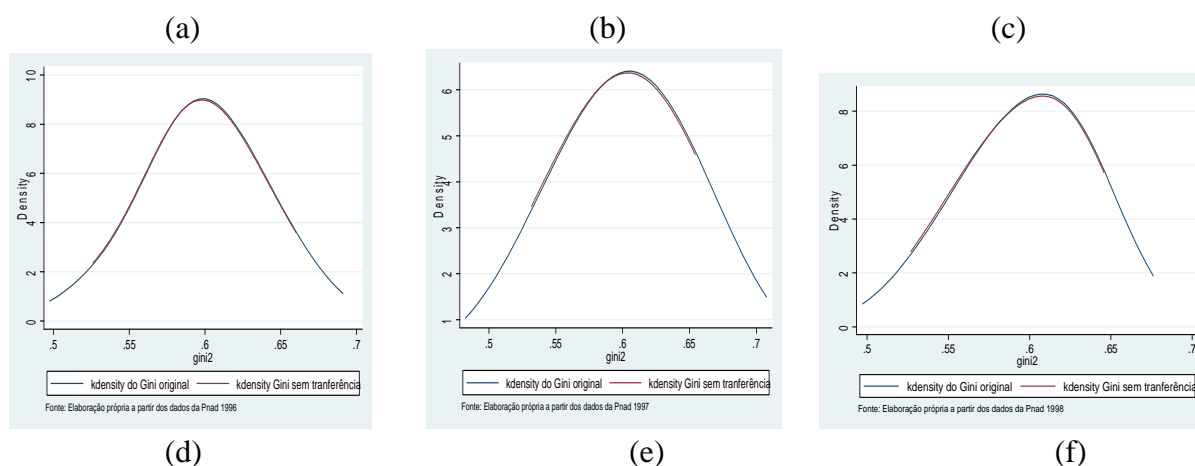 (a)
(b)
(c)
Density
0 2 4 6 8 10
.5 .55 .6 .65 .7
gini2
kdensity do Gini original kdensity Gini sem tranferência
Fonte: Elaboração própria a partir dos dados da Pnad 1996
Density
1 2 3 4 5 6
.5 .55 .6 .65 .7
gini2
kdensity do Gini original kdensity Gini sem tranferência
Fonte: Elaboração própria a partir dos dados da Pnad 1997
Density
0 2 4 6 8
.5 .55 .6 .65 .7
gini2
kdensity do Gini original kdensity Gini sem tranferência
Fonte: Elaboração própria a partir dos dados da Pnad 1998
(d)
(e)
(f)